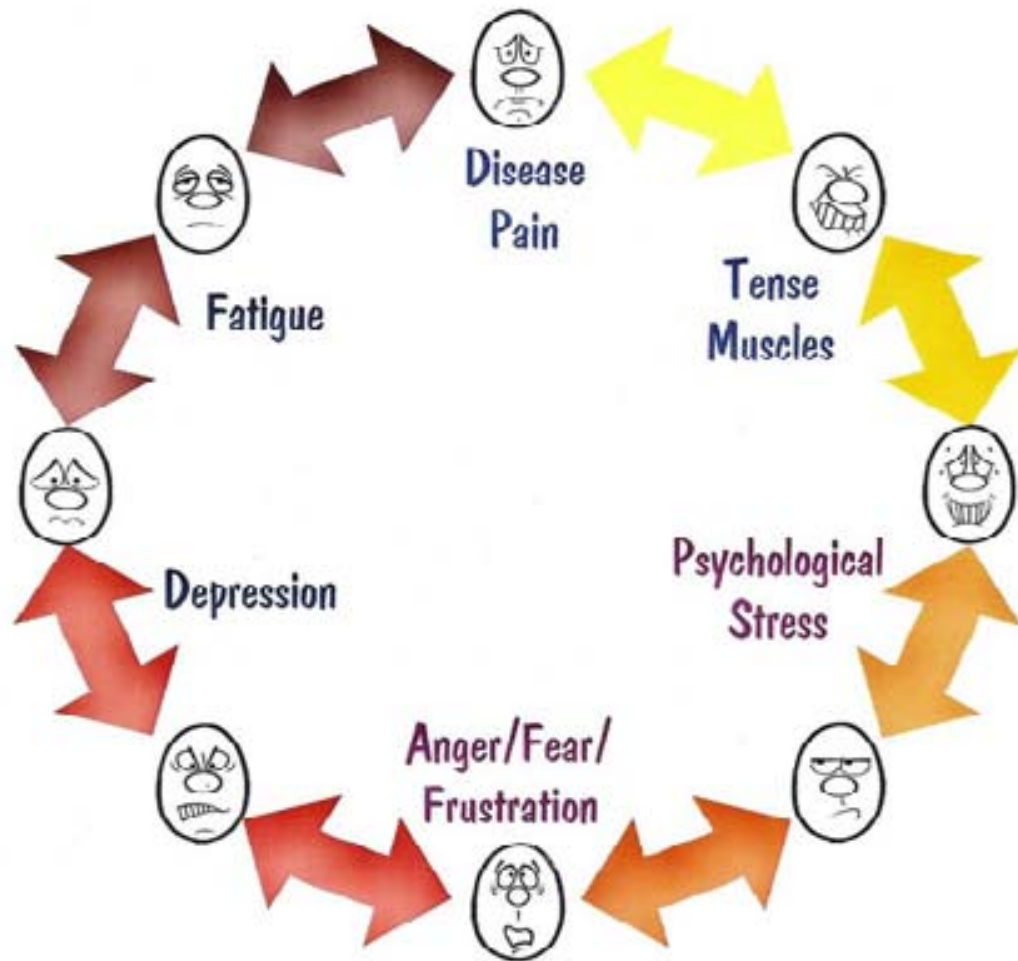 Disease
Pain
Tense
Muscles
Psychological
Stress
Anger/Fear/
Frustration
Depression
Fatigue